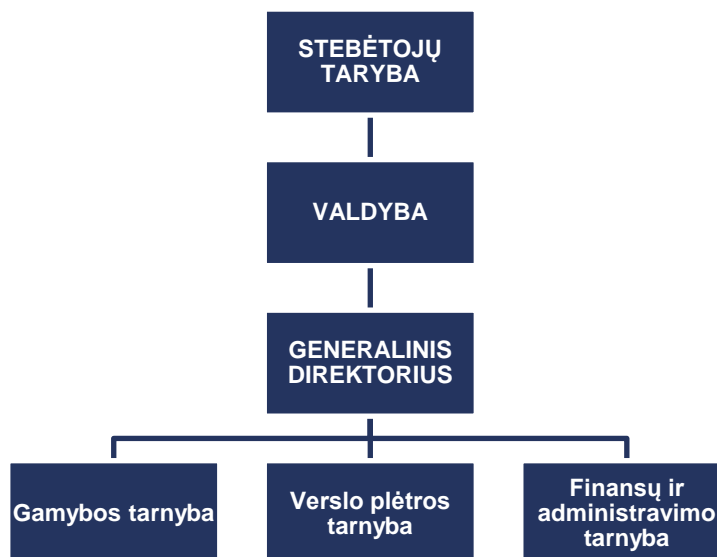 STEBĖTOJŲ
TARYBA
VALDYBA
GENERALINIS
DIREKTORIUS
Gamybos tarnyba
Verslo plėtros
tarnyba
Finansų ir
administravimo
tarnyba